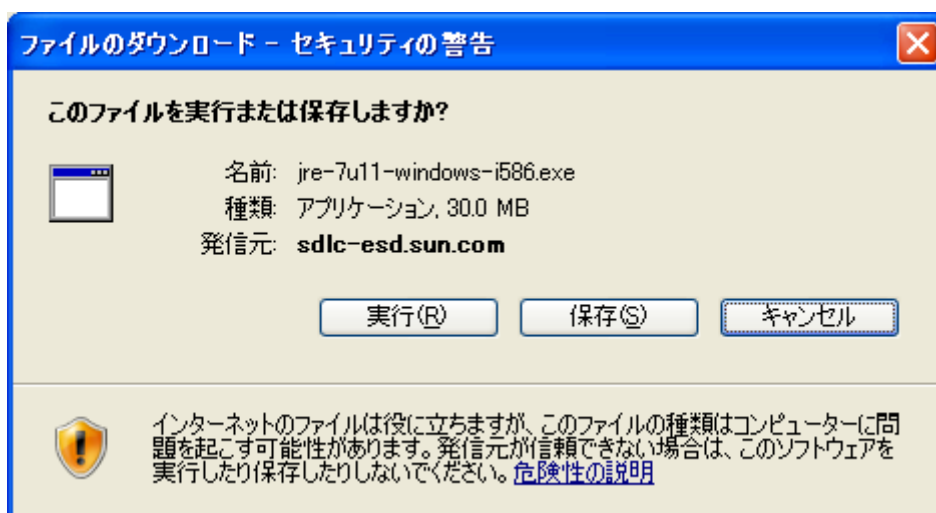 ファイルのダウンロード - セキュリティの警告
このファイルを実行または保存しますか?
名前: jre-7u11-windows-i586.exe
種類: アプリケーション, 30.0 MB
発信元: sdlc-esd.sun.com
実行(R) 保存(S) キャンセル
インターネットのファイルは役に立ちますが、このファイルの種類はコンピューターに問
題を起こす可能性があります。発信元が信頼できない場合は、このソフトウェアを
実行したり保存したりしないでください。危険性の説明